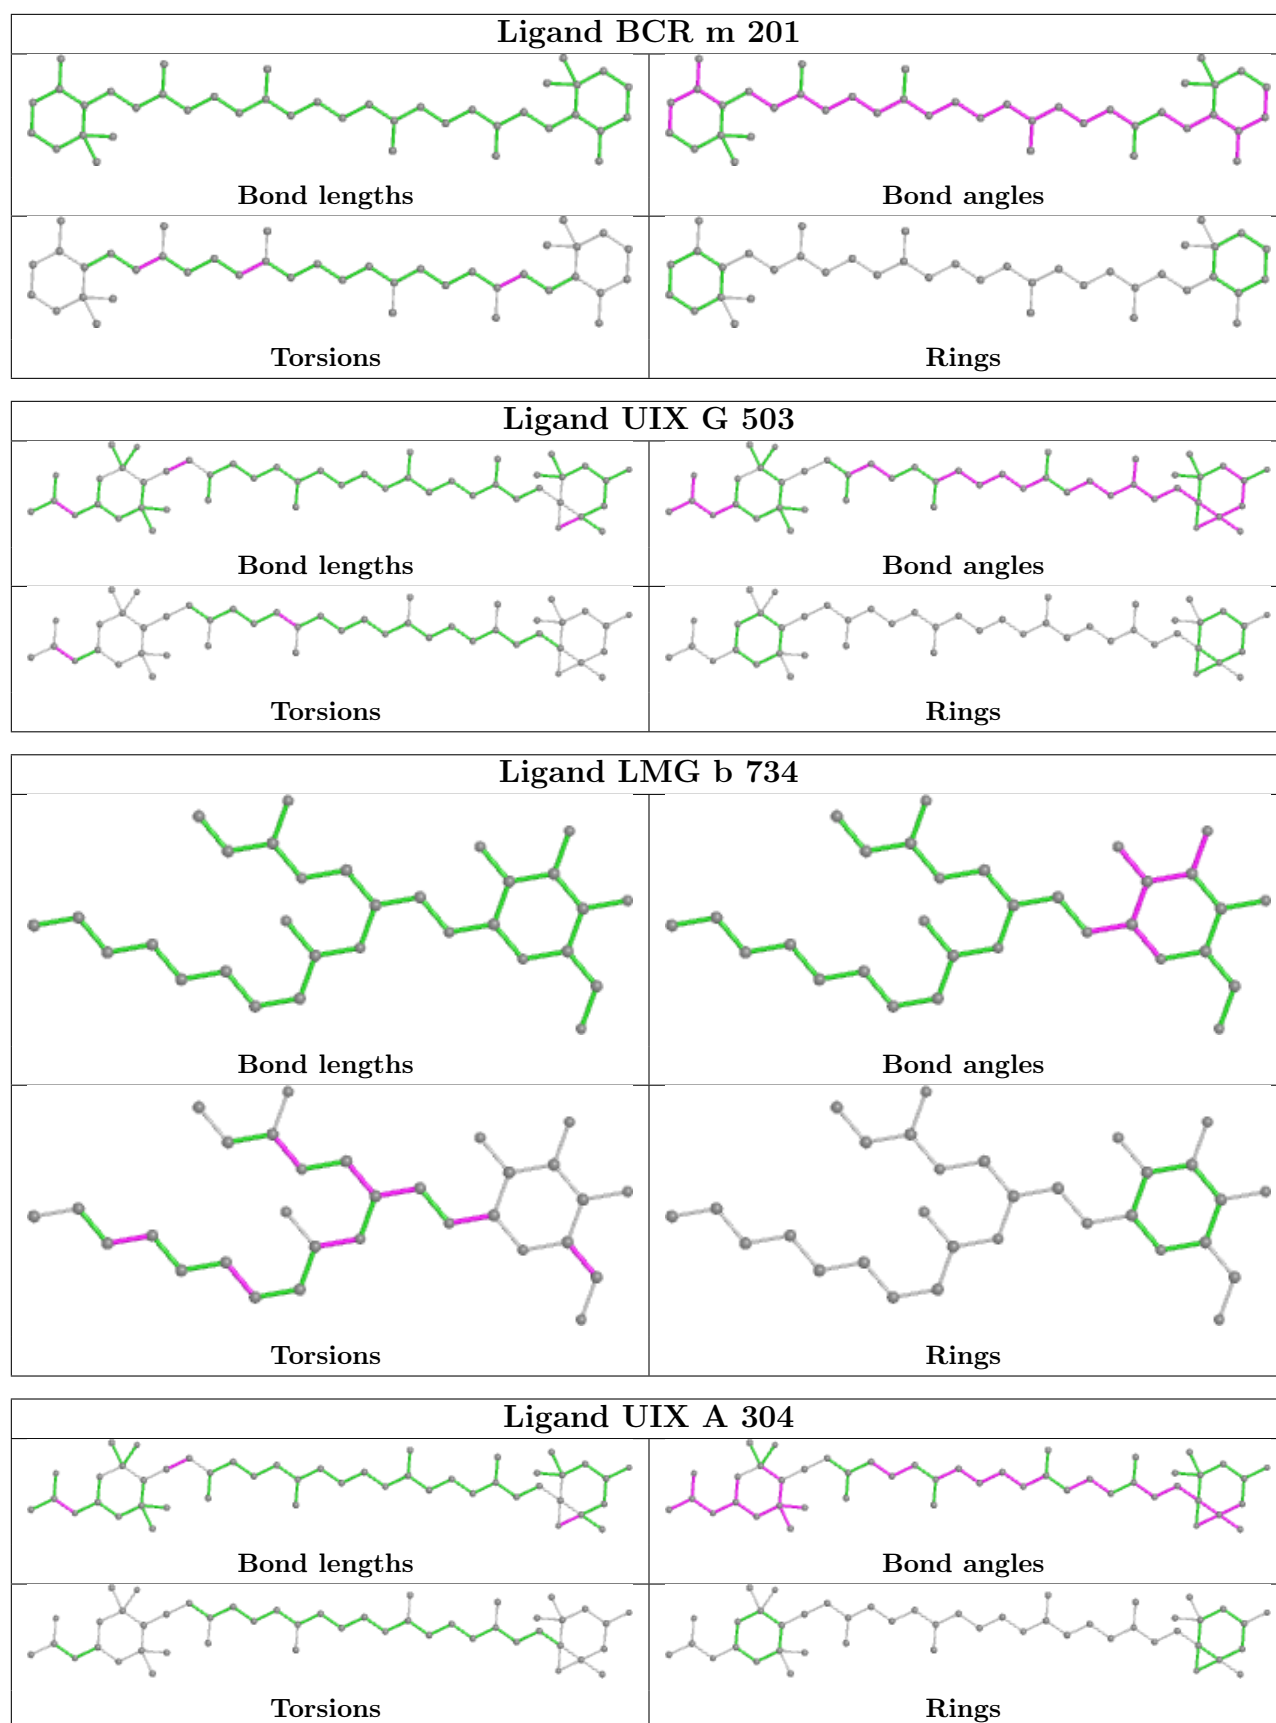 Ligand BCR m 201
Bond lengths
Bond angles
Torsions
Rings
Ligand UIX G 503
Bond lengths
Bond angles
Torsions
Rings
Ligand LMG b 734
Bond lengths
Bond angles
Torsions
Rings
Ligand UIX A 304
Bond lengths
Bond angles
Torsions
Rings